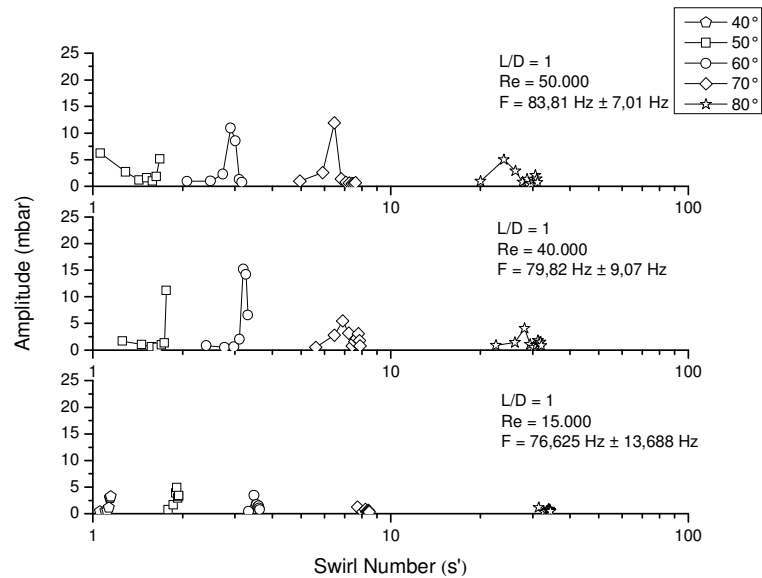 40°
50°
60°
70°
80°
25
20
15
10
5
0
L/D = 1
Re = 50.000
F = 83,81 Hz ± 7,01 Hz
1
10
100
25
20
15
10
5
0
L/D = 1
Re = 40.000
F = 79,82 Hz ± 9,07 Hz
1
10
100
25
20
15
10
5
0
L/D = 1
Re = 15.000
F = 76,625 Hz ± 13,688 Hz
1
10
100
Amplitude (mbar)
Swirl Number (s')